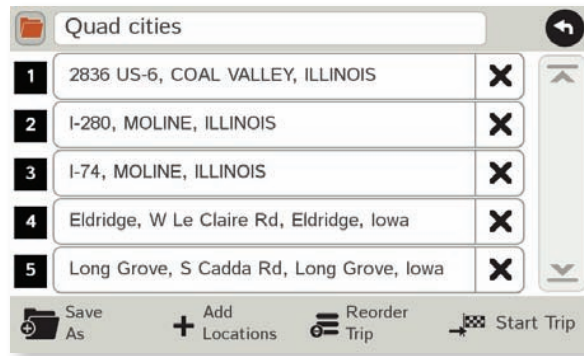 Quad cities
1 2836 US-6, COAL VALLEY, ILLINOIS
2 I-280, MOLINE, ILLINOIS
3 I-74, MOLINE, ILLINOIS
4 Eldridge, W Le Claire Rd, Eldridge, Iowa
5 Long Grove, S Cadda Rd, Long Grove, Iowa
Save
As
Add
Locations
Reorder
Trip
Start Trip